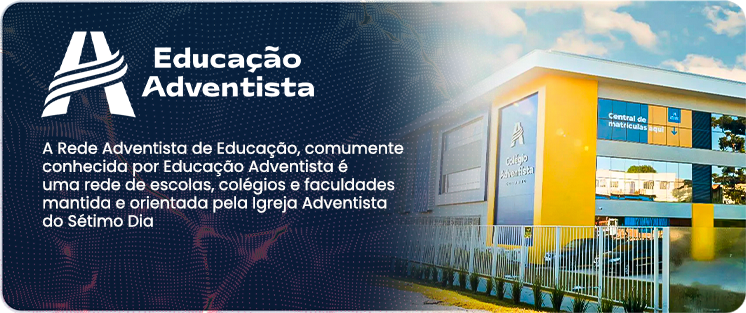 Educação
Adventista
A Rede Adventista de Educação, comumente
conhecida por Educação Adventista é
uma rede de escolas, colégios e faculdades
mantida e orientada pela Igreja Adventista
do Sétimo Dia
Colégio
Adventista
Central de
matrículas aqui